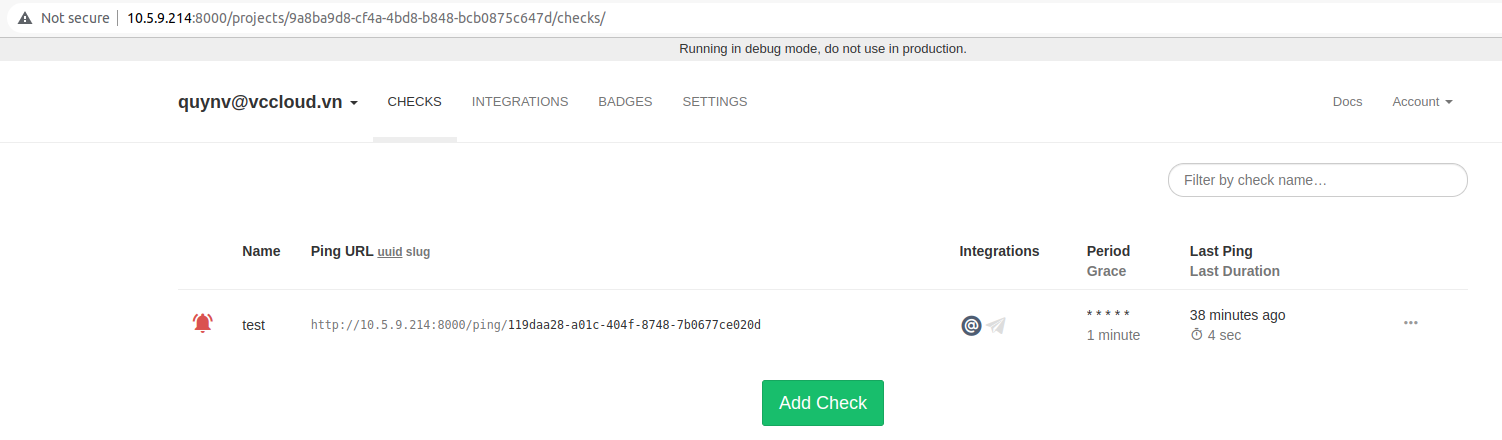 Not secure 10.5.9.214:8000/projects/9a8ba9d8-cf4a-4bd8-b848-bcb0875c647d/checks/
Running in debug mode, do not use in production.
quynv@vccloud.vn CHECKS INTEGRATIONS BADGES SETTINGS Docs Account
Filter by check name…
Name Ping URL uuid slug Integrations Period Last Ping
Grace Last Duration
test http://10.5.9.214:8000/ping/119daa28-a01c-404f-8748-7b0677ce020d @ * * * * * 38 minutes ago
1 minute 4 sec
Add Check